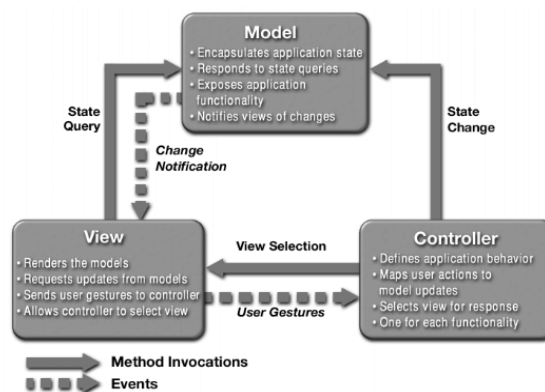 Model
• Encapsulates application state
• Responds to state queries
• Exposes application
functionality
• Notifies views of changes
State
Query
Change
Notification
State
Change
View
• Renders the models
• Requests updates from models
• Sends user gestures to controller
• Allows controller to select view
View Selection
User Gestures
Controller
• Defines application behavior
• Maps user actions to
model updates
• Selects view for response
• One for each functionality
Method Invocations
Events